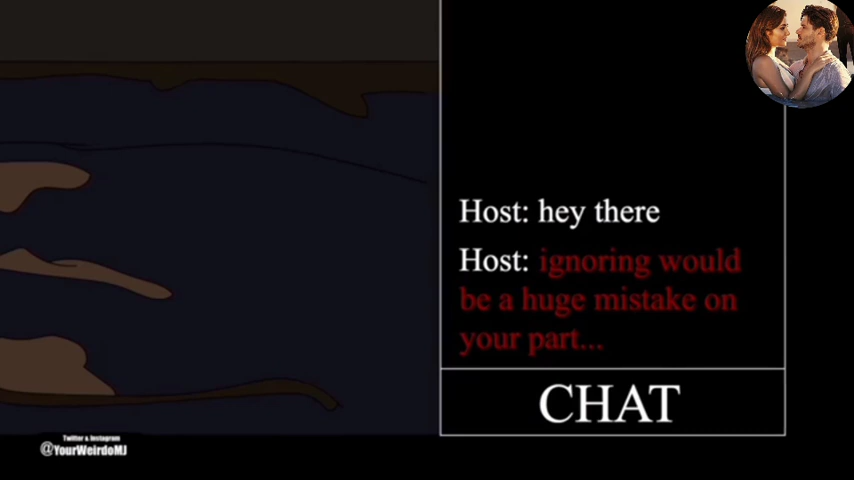 Host: hey there
Host: ignoring would
be a huge mistake on
your part...
CHAT
Twitter & Instagram
@YourWeirdoMJ